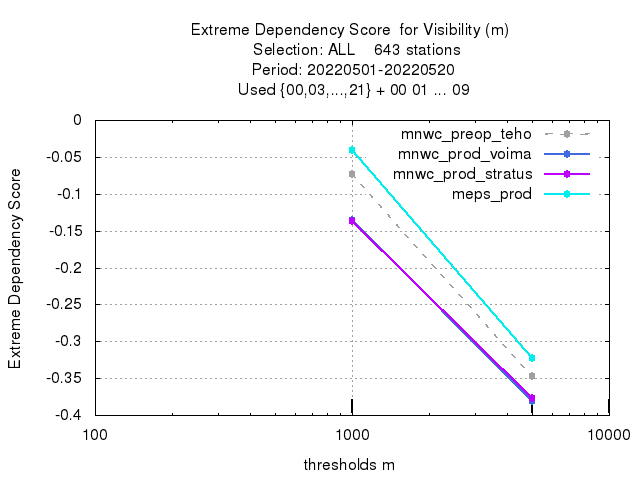 Extreme Dependency Score  for Visibility (m)
Selection: ALL    643 stations
Period: 20220501-20220520
Used {00,03,...,21} + 00 01 ... 09
mnwc_preop_teho
mnwc_prod_voima
mnwc_prod_stratus
meps_prod
Extreme Dependency Score
0
-0.05
-0.1
-0.15
-0.2
-0.25
-0.3
-0.35
-0.4
100
1000
10000
thresholds m